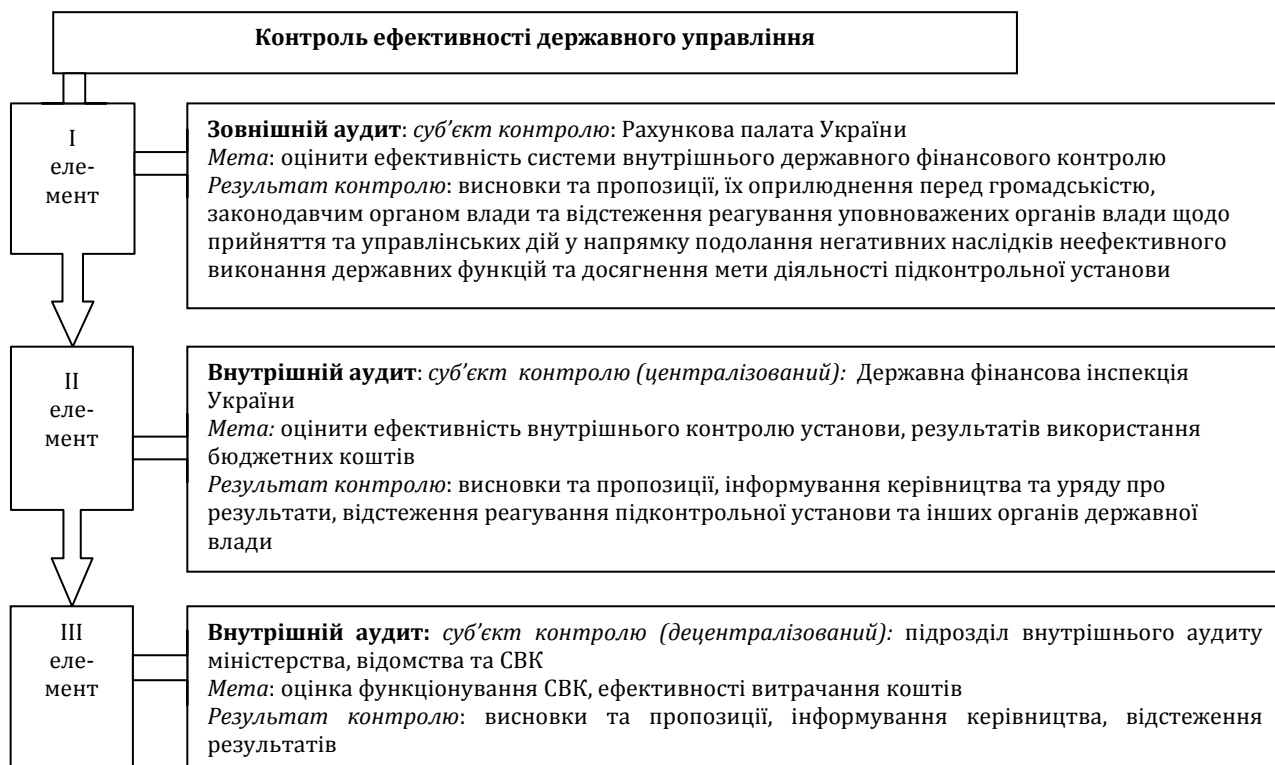 Контроль ефективності державного управління
I
еле-
мент
Зовнішній аудит: суб’єкт контролю: Рахункова палата України
Мета: оцінити ефективність системи внутрішнього державного фінансового контролю
Результат контролю: висновки та пропозиції, їх оприлюднення перед громадськістю,
законодавчим органом влади та відстеження реагування уповноважених органів влади щодо
прийняття та управлінських дій у напрямку подолання негативних наслідків неефективного
виконання державних функцій та досягнення мети діяльності підконтрольної установи
II
еле-
мент
Внутрішній аудит: суб’єкт контролю (централізований): Державна фінансова інспекція
України
Мета: оцінити ефективність внутрішнього контролю установи, результатів використання
бюджетних коштів
Результат контролю: висновки та пропозиції, інформування керівництва та уряду про
результати, відстеження реагування підконтрольної установи та інших органів державної
влади
III
еле-
мент
Внутрішній аудит: суб’єкт контролю (децентралізований): підрозділ внутрішнього аудиту
міністерства, відомства та СВК
Мета: оцінка функціонування СВК, ефективності витрачання коштів
Результат контролю: висновки та пропозиції, інформування керівництва, відстеження
результатів